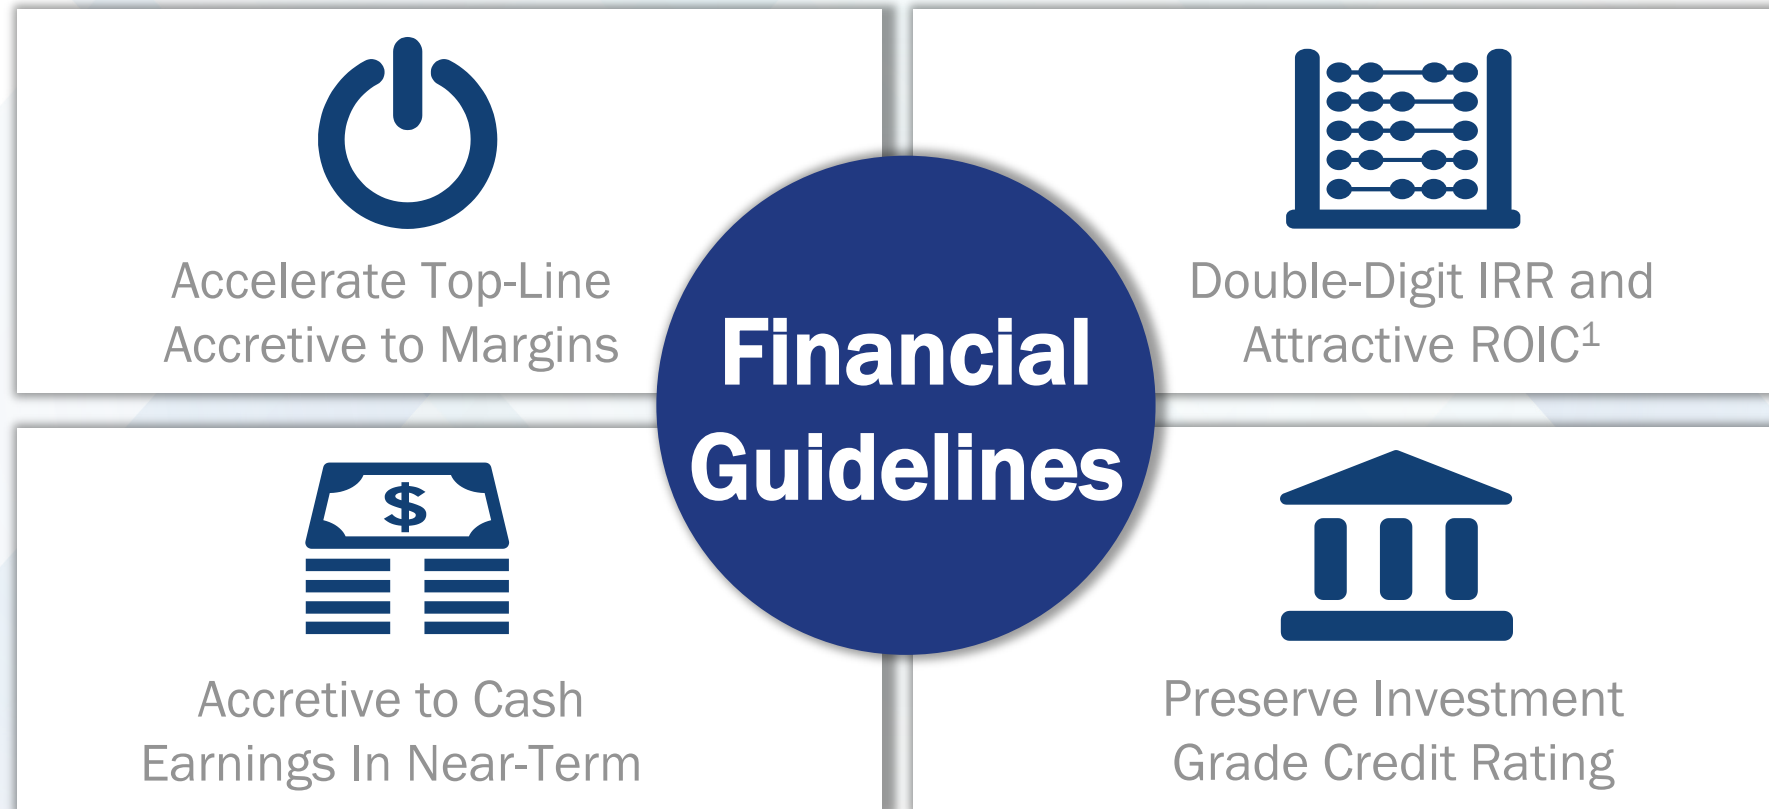 Accelerate Top-Line
Accretive to Margins
Double-Digit IRR and
Attractive ROIC¹
Financial
Guidelines
$
Accretive to Cash
Earnings In Near-Term
Preserve Investment
Grade Credit Rating